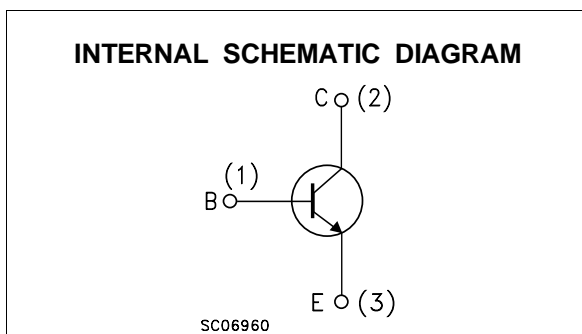 INTERNAL SCHEMATIC DIAGRAM
C (2)
(1)
B
E (3)
SC06960